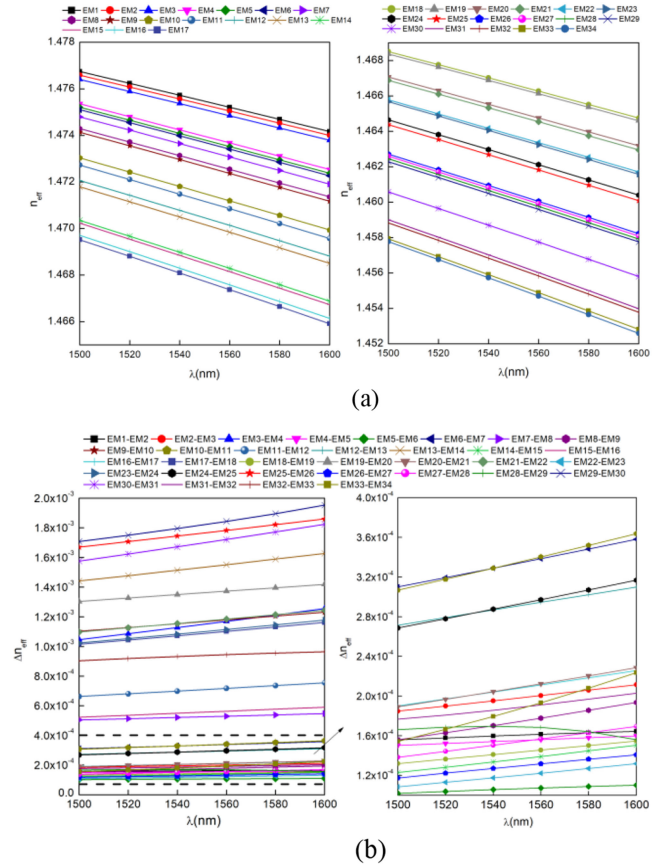 EM1 EM2 EM3 EM4 EM5 EM6 EM7
EM8 EM9 EM10 EM11 EM12 EM13 EM14
EM15 EM16 EM17
1.478
1.476
1.474
1.472
1.470
1.468
1.466
n_eff
1500 1520 1540 1560 1580 1600
λ(nm)
EM18 EM19 EM20 EM21 EM22 EM23
EM24 EM25 EM26 EM27 EM28 EM29
EM30 EM31 EM32 EM33 EM34
1.468
1.466
1.464
1.462
1.460
1.458
1.456
1.454
1.452
n_eff
1500 1520 1540 1560 1580 1600
λ(nm)
(a)
EM1-EM2 EM2-EM3 EM3-EM4 EM4-EM5 EM5-EM6 EM6-EM7 EM7-EM8 EM8-EM9
EM9-EM10 EM10-EM11 EM11-EM12 EM12-EM13 EM13-EM14 EM14-EM15 EM15-EM16
EM16-EM17 EM17-EM18 EM18-EM19 EM19-EM20 EM20-EM21 EM21-EM22 EM22-EM23
EM23-EM24 EM24-EM25 EM25-EM26 EM26-EM27 EM27-EM28 EM28-EM29 EM29-EM30
EM30-EM31 EM31-EM32 EM32-EM33 EM33-EM34
2.0x10⁻³
1.8x10⁻³
1.6x10⁻³
1.4x10⁻³
1.2x10⁻³
1.0x10⁻³
8.0x10⁻⁴
6.0x10⁻⁴
4.0x10⁻⁴
2.0x10⁻⁴
0.0
Δn_eff
1500 1520 1540 1560 1580 1600
λ(nm)
4.0x10⁻⁴
3.6x10⁻⁴
3.2x10⁻⁴
2.8x10⁻⁴
2.4x10⁻⁴
2.0x10⁻⁴
1.6x10⁻⁴
1.2x10⁻⁴
Δn_eff
1500 1520 1540 1560 1580 1600
λ(nm)
(b)